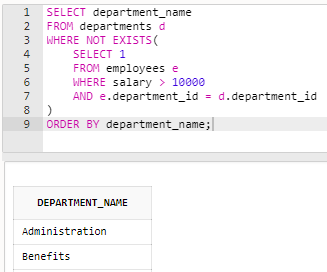 1 SELECT department_name
2 FROM departments d
3 WHERE NOT EXISTS(
4 SELECT 1
5 FROM employees e
6 WHERE salary > 10000
7 AND e.department_id = d.department_id
8 )
9 ORDER BY department_name;
DEPARTMENT_NAME
Administration
Benefits